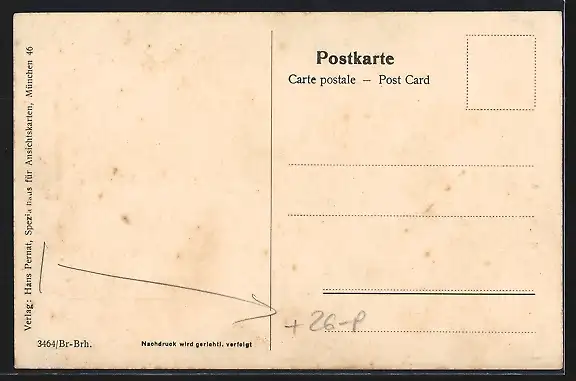 Postkarte
Carte postale — Post Card
Verlag: Hans Pernat, Spezialhaus für Ansichtskarten, München 46
3464/Br-Brh.
Nachdruck wird gerichtl. verfolgt
+ 26-P